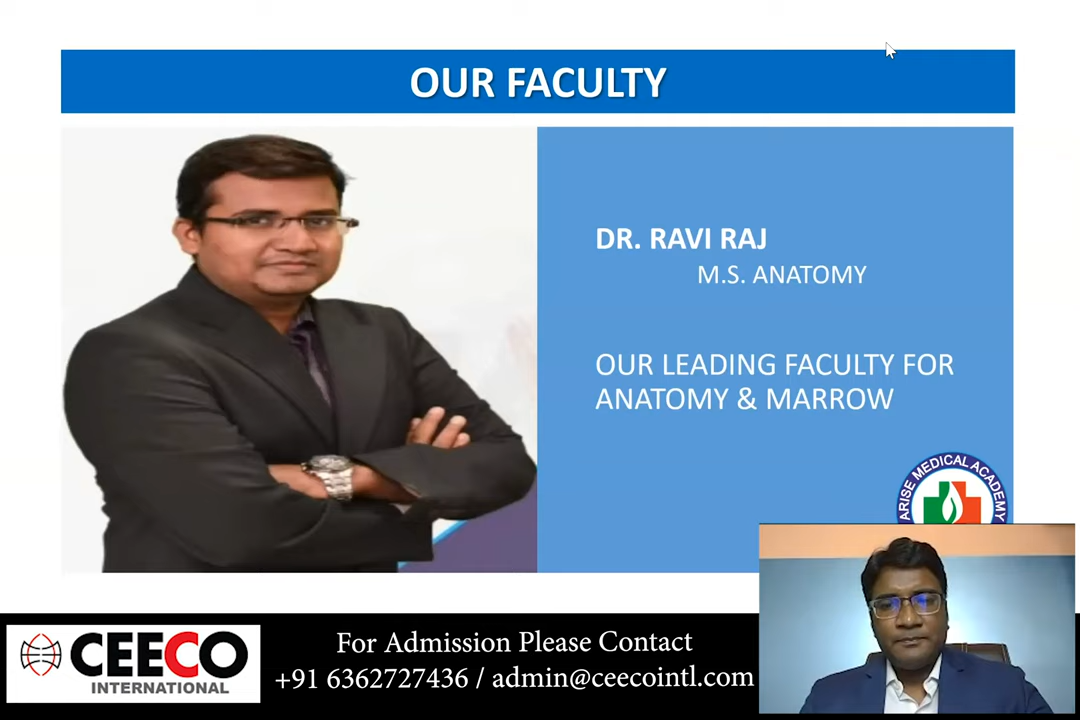 OUR FACULTY
DR. RAVI RAJ
M.S. ANATOMY
OUR LEADING FACULTY FOR
ANATOMY & MARROW
ARISE MEDICAL ACADEMY
CEECO
INTERNATIONAL
For Admission Please Contact
+91 6362727436 / admin@ceecointl.com